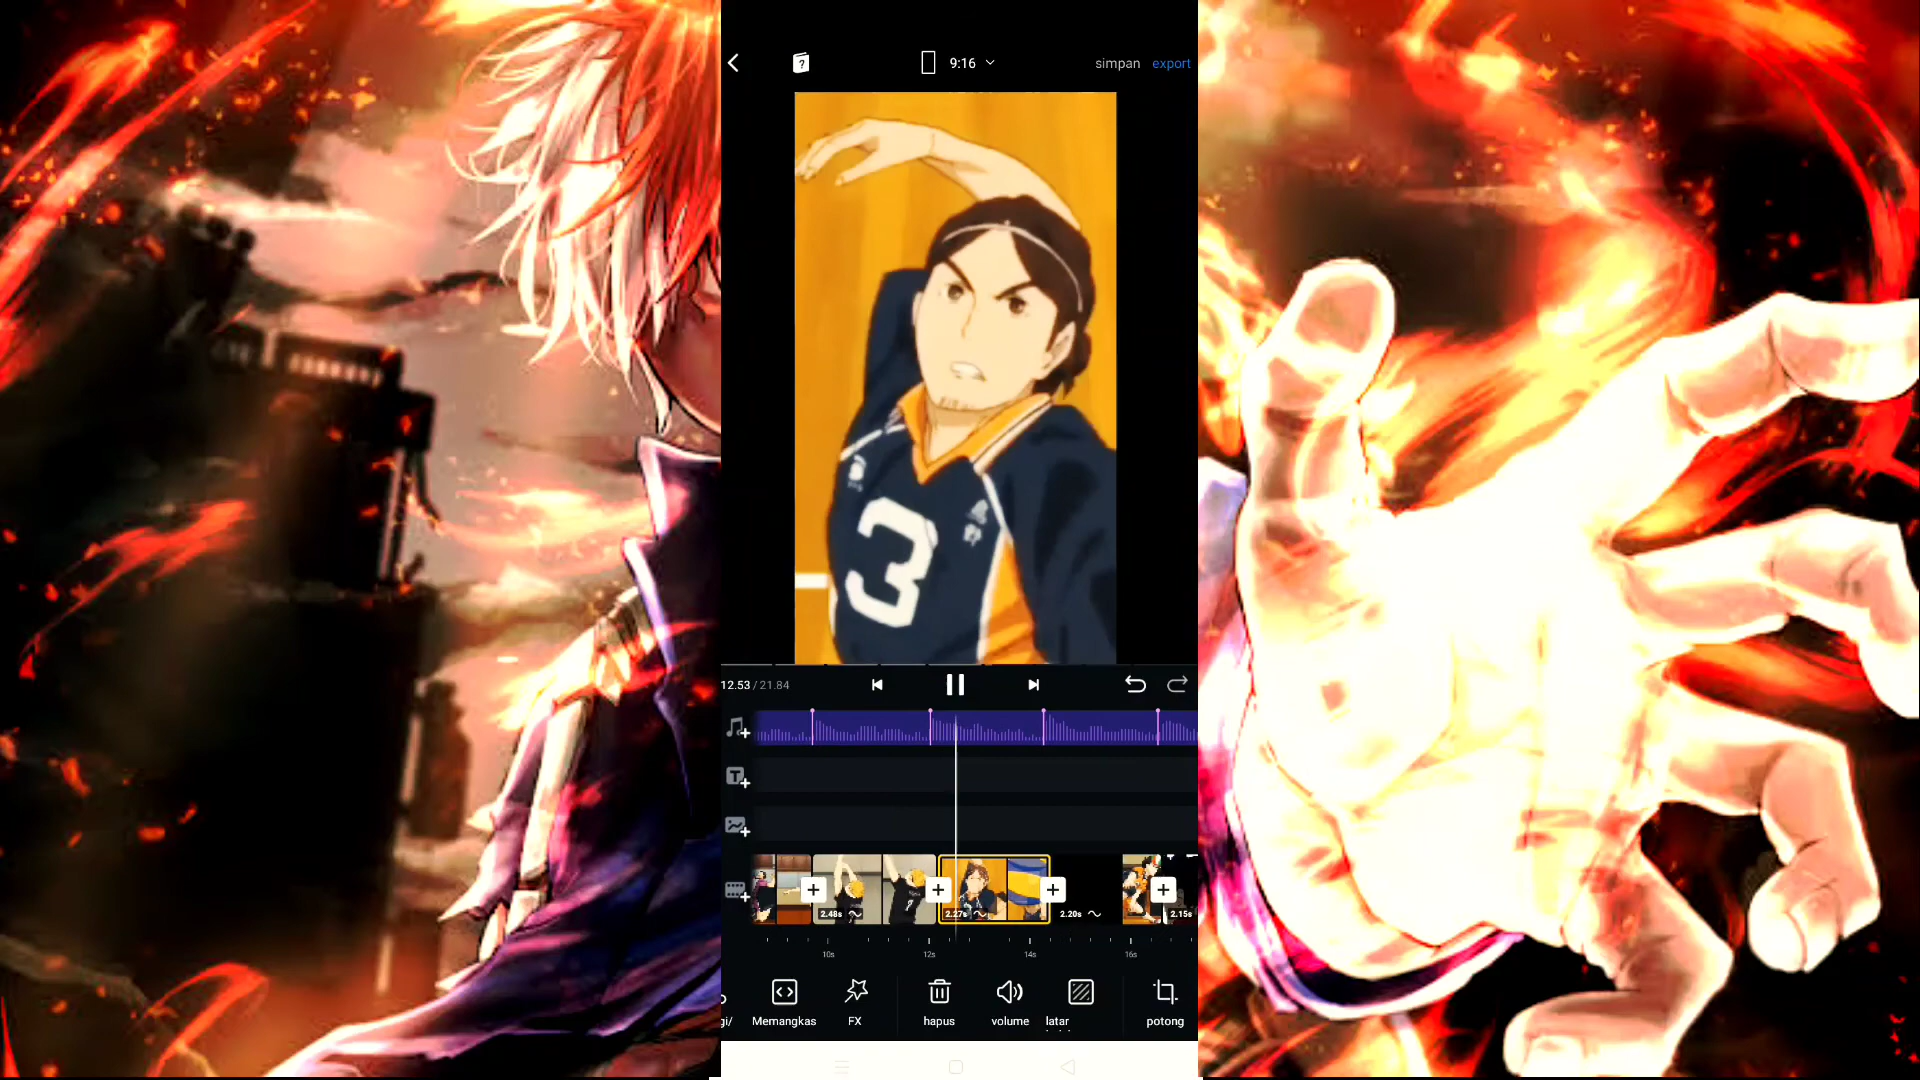 9:16
simpan export
3
12.53 / 21.84
2.48s
2.27s
2.20s
2.15s
10s 12s 14s 16s
gi/ Memangkas FX hapus volume latar potong